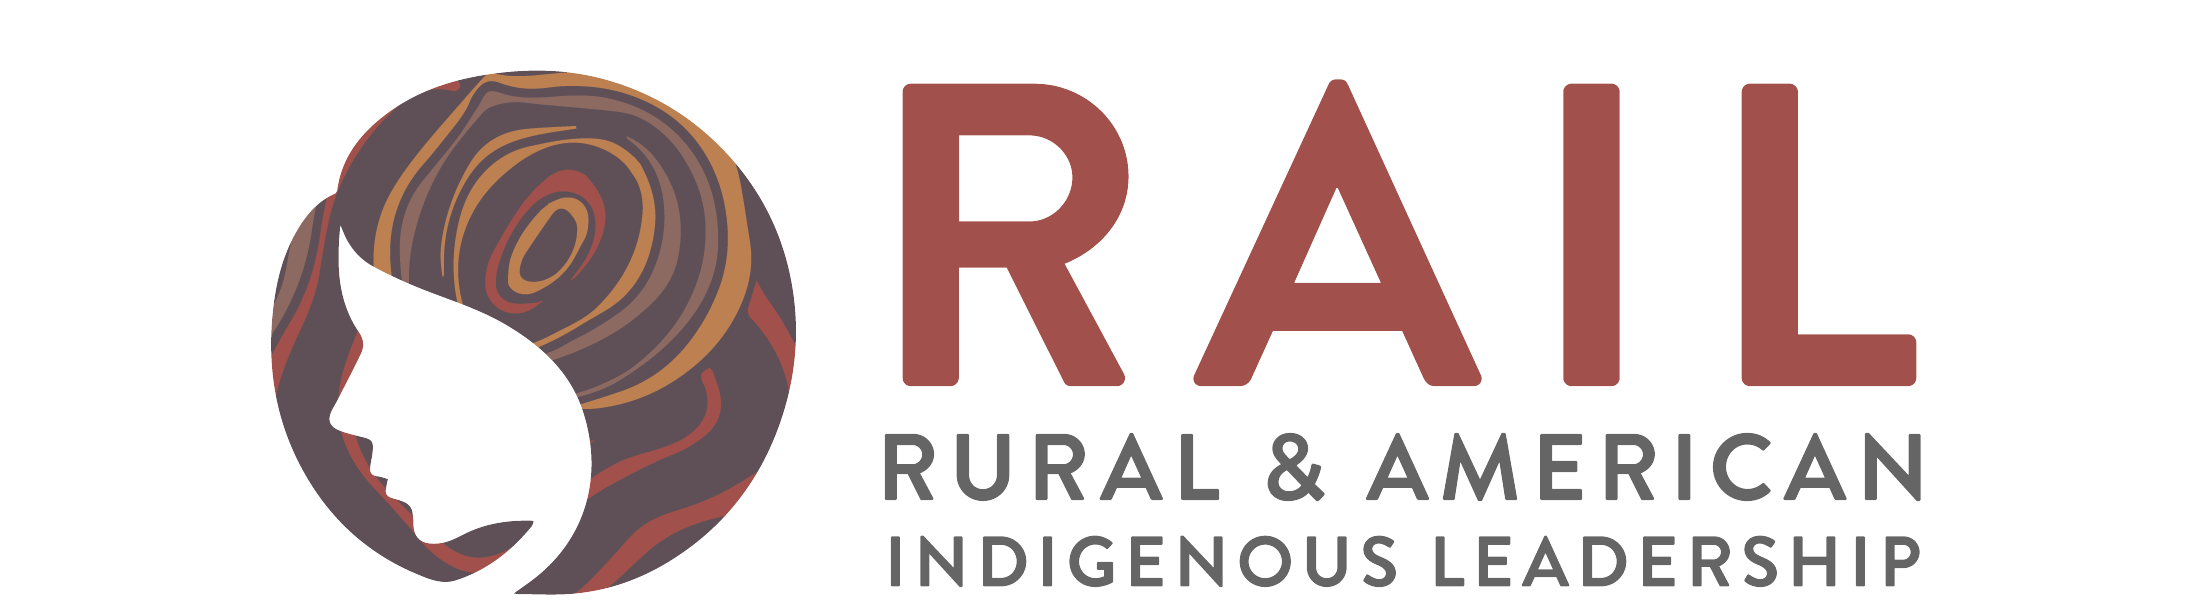 RAIL
RURAL & AMERICAN
INDIGENOUS LEADERSHIP